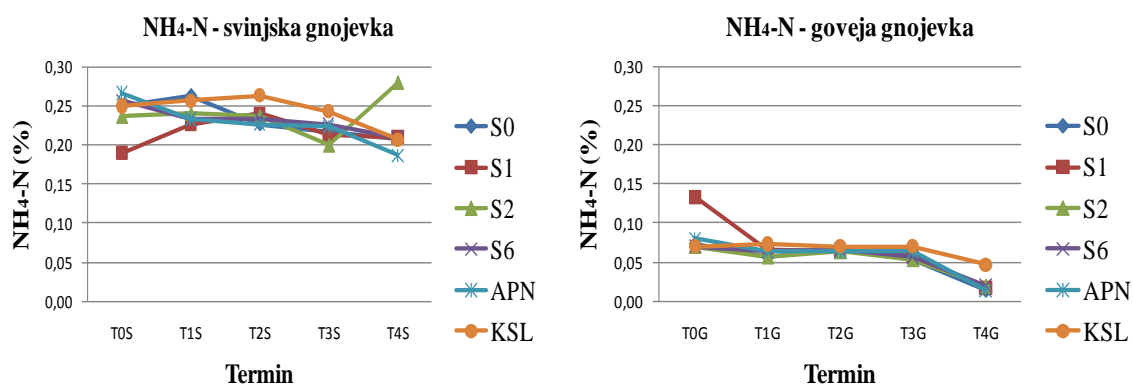 NH₄-N - svinjska gnojevka
NH₄-N (%)
0,30
0,25
0,20
0,15
0,10
0,05
0,00
T0S T1S T2S T3S T4S
Termin
S0
S1
S2
S6
APN
KSL
NH₄-N - goveja gnojevka
NH₄-N (%)
0,30
0,25
0,20
0,15
0,10
0,05
0,00
T0G T1G T2G T3G T4G
Termin
S0
S1
S2
S6
APN
KSL